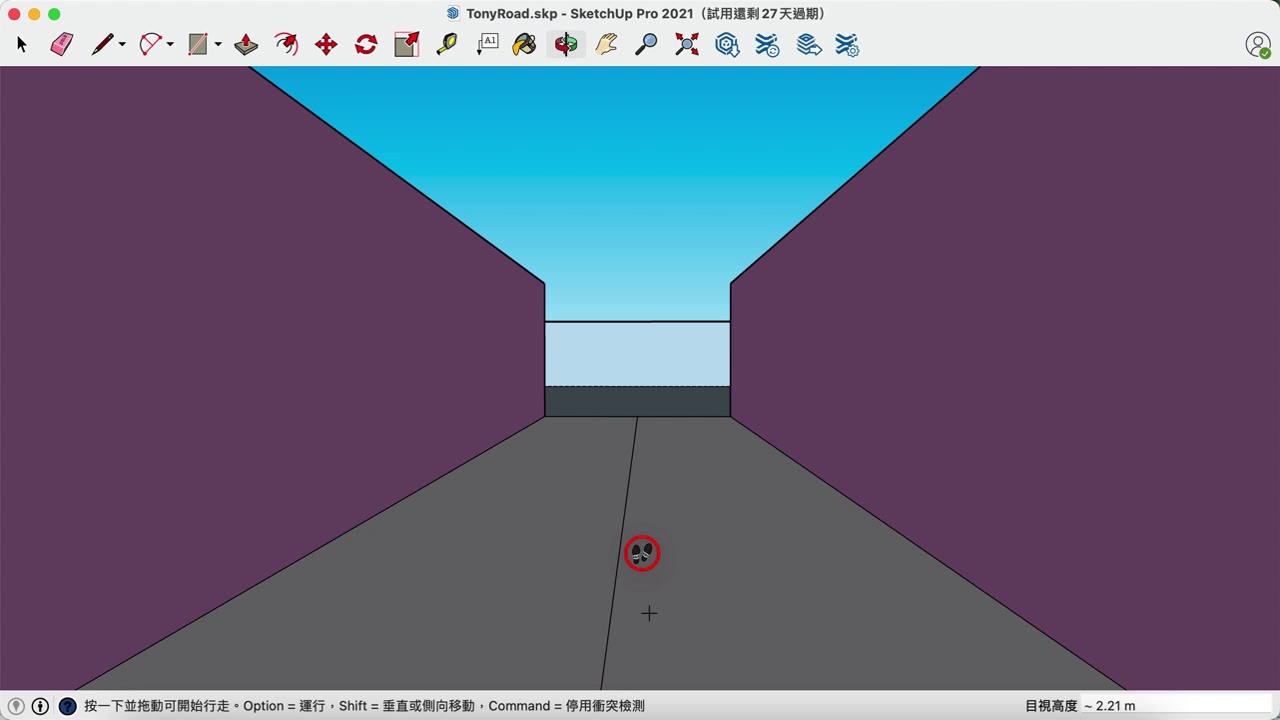 TonyRoad.skp - SketchUp Pro 2021（試用還剩 27 天過期）
A1
?
按一下並拖動可開始行走。Option = 運行，Shift = 垂直或側向移動，Command = 停用衝突檢測
目視高度 ~ 2.21 m